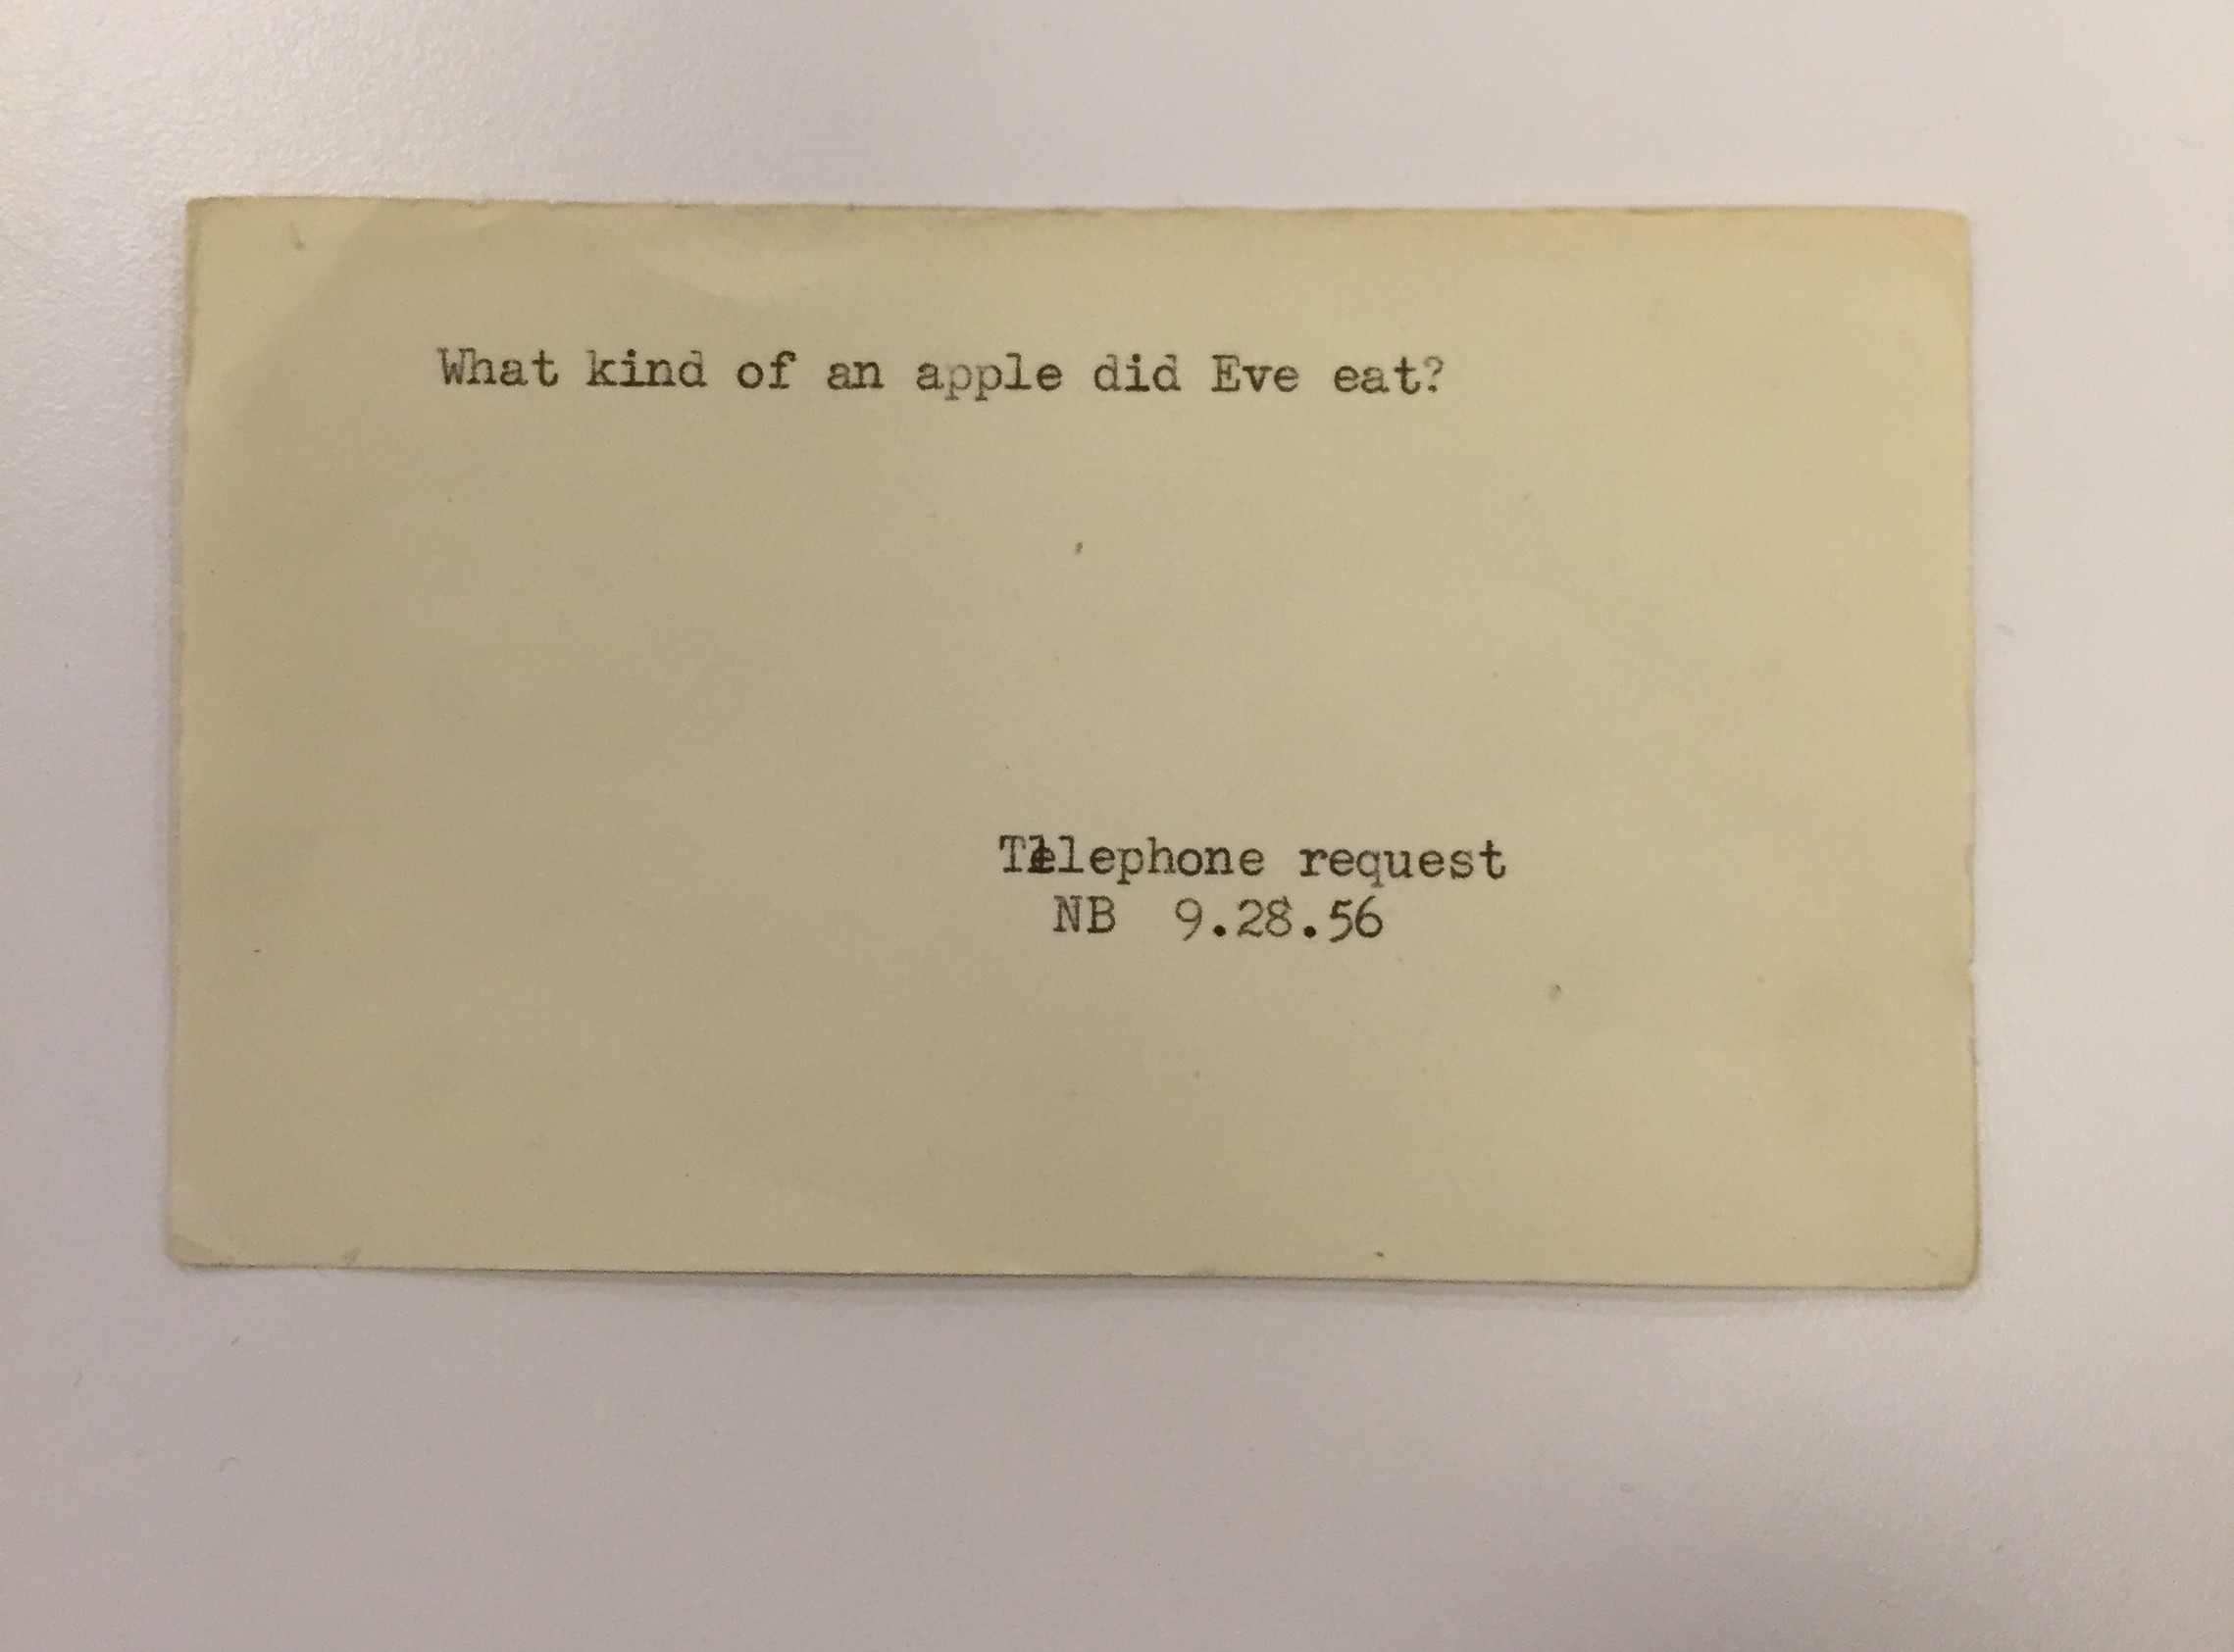 What kind of an apple did Eve eat?
Telephone request
NB 9.28.56